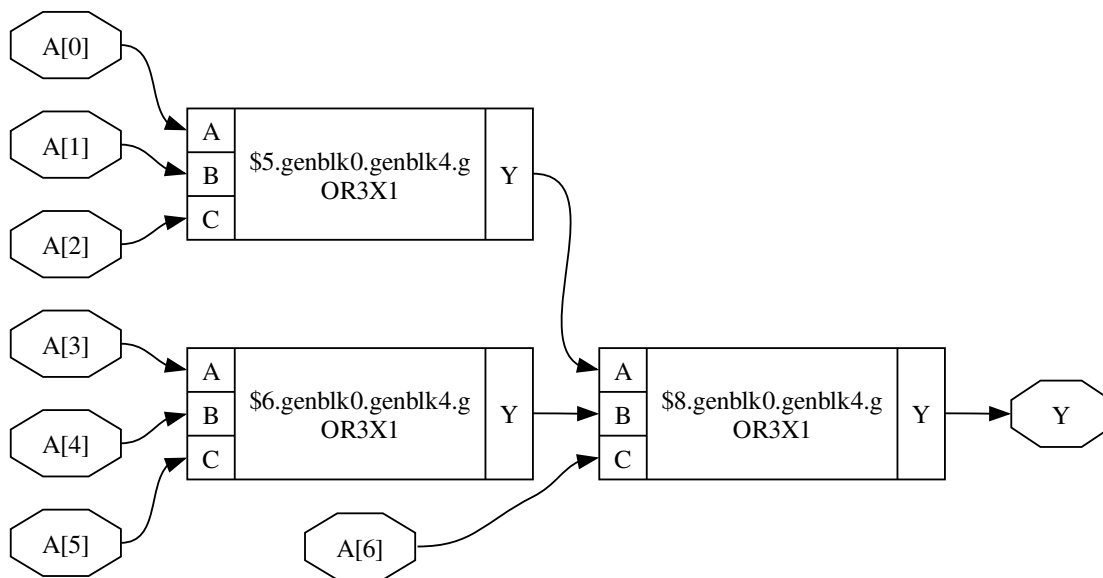 A[0]
A[1]
A[2]
A
B
C
$5.genblk0.genblk4.g
OR3X1
Y
A[3]
A[4]
A[5]
A
B
C
$6.genblk0.genblk4.g
OR3X1
Y
A[6]
A
B
C
$8.genblk0.genblk4.g
OR3X1
Y
Y